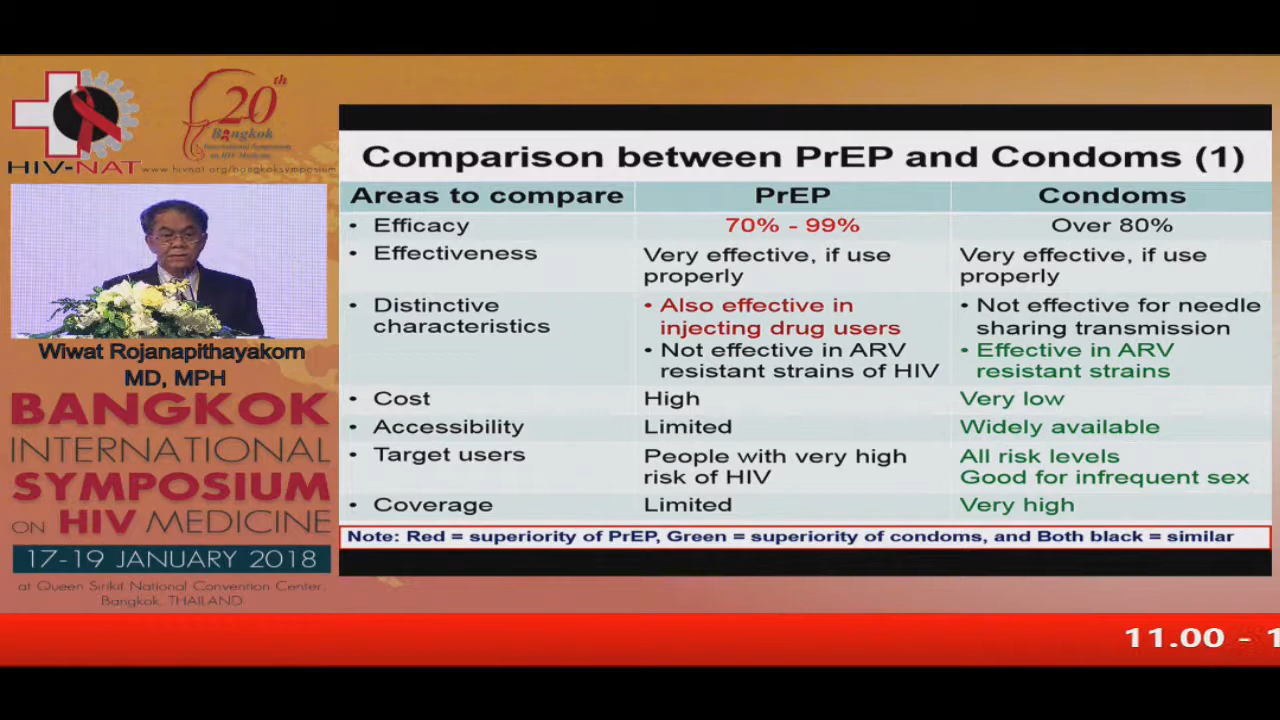 20th
Bangkok
International Symposium
on HIV Medicine
HIV-NAT
www.hivnat.org/bangkoksymposium
Wiwat Rojanapithayakorn
MD, MPH
BANGKOK
INTERNATIONAL
SYMPOSIUM
ON HIV MEDICINE
17-19 JANUARY 2018
at Queen Sirikit National Convention Center,
Bangkok, THAILAND
Comparison between PrEP and Condoms (1)
Areas to compare PrEP Condoms
• Efficacy 70% - 99% Over 80%
• Effectiveness Very effective, if use Very effective, if use
properly properly
• Distinctive • Also effective in • Not effective for needle
characteristics injecting drug users sharing transmission
• Not effective in ARV • Effective in ARV
resistant strains of HIV resistant strains
• Cost High Very low
• Accessibility Limited Widely available
• Target users People with very high All risk levels
risk of HIV Good for infrequent sex
• Coverage Limited Very high
Note: Red = superiority of PrEP, Green = superiority of condoms, and Both black = similar
11.00 -